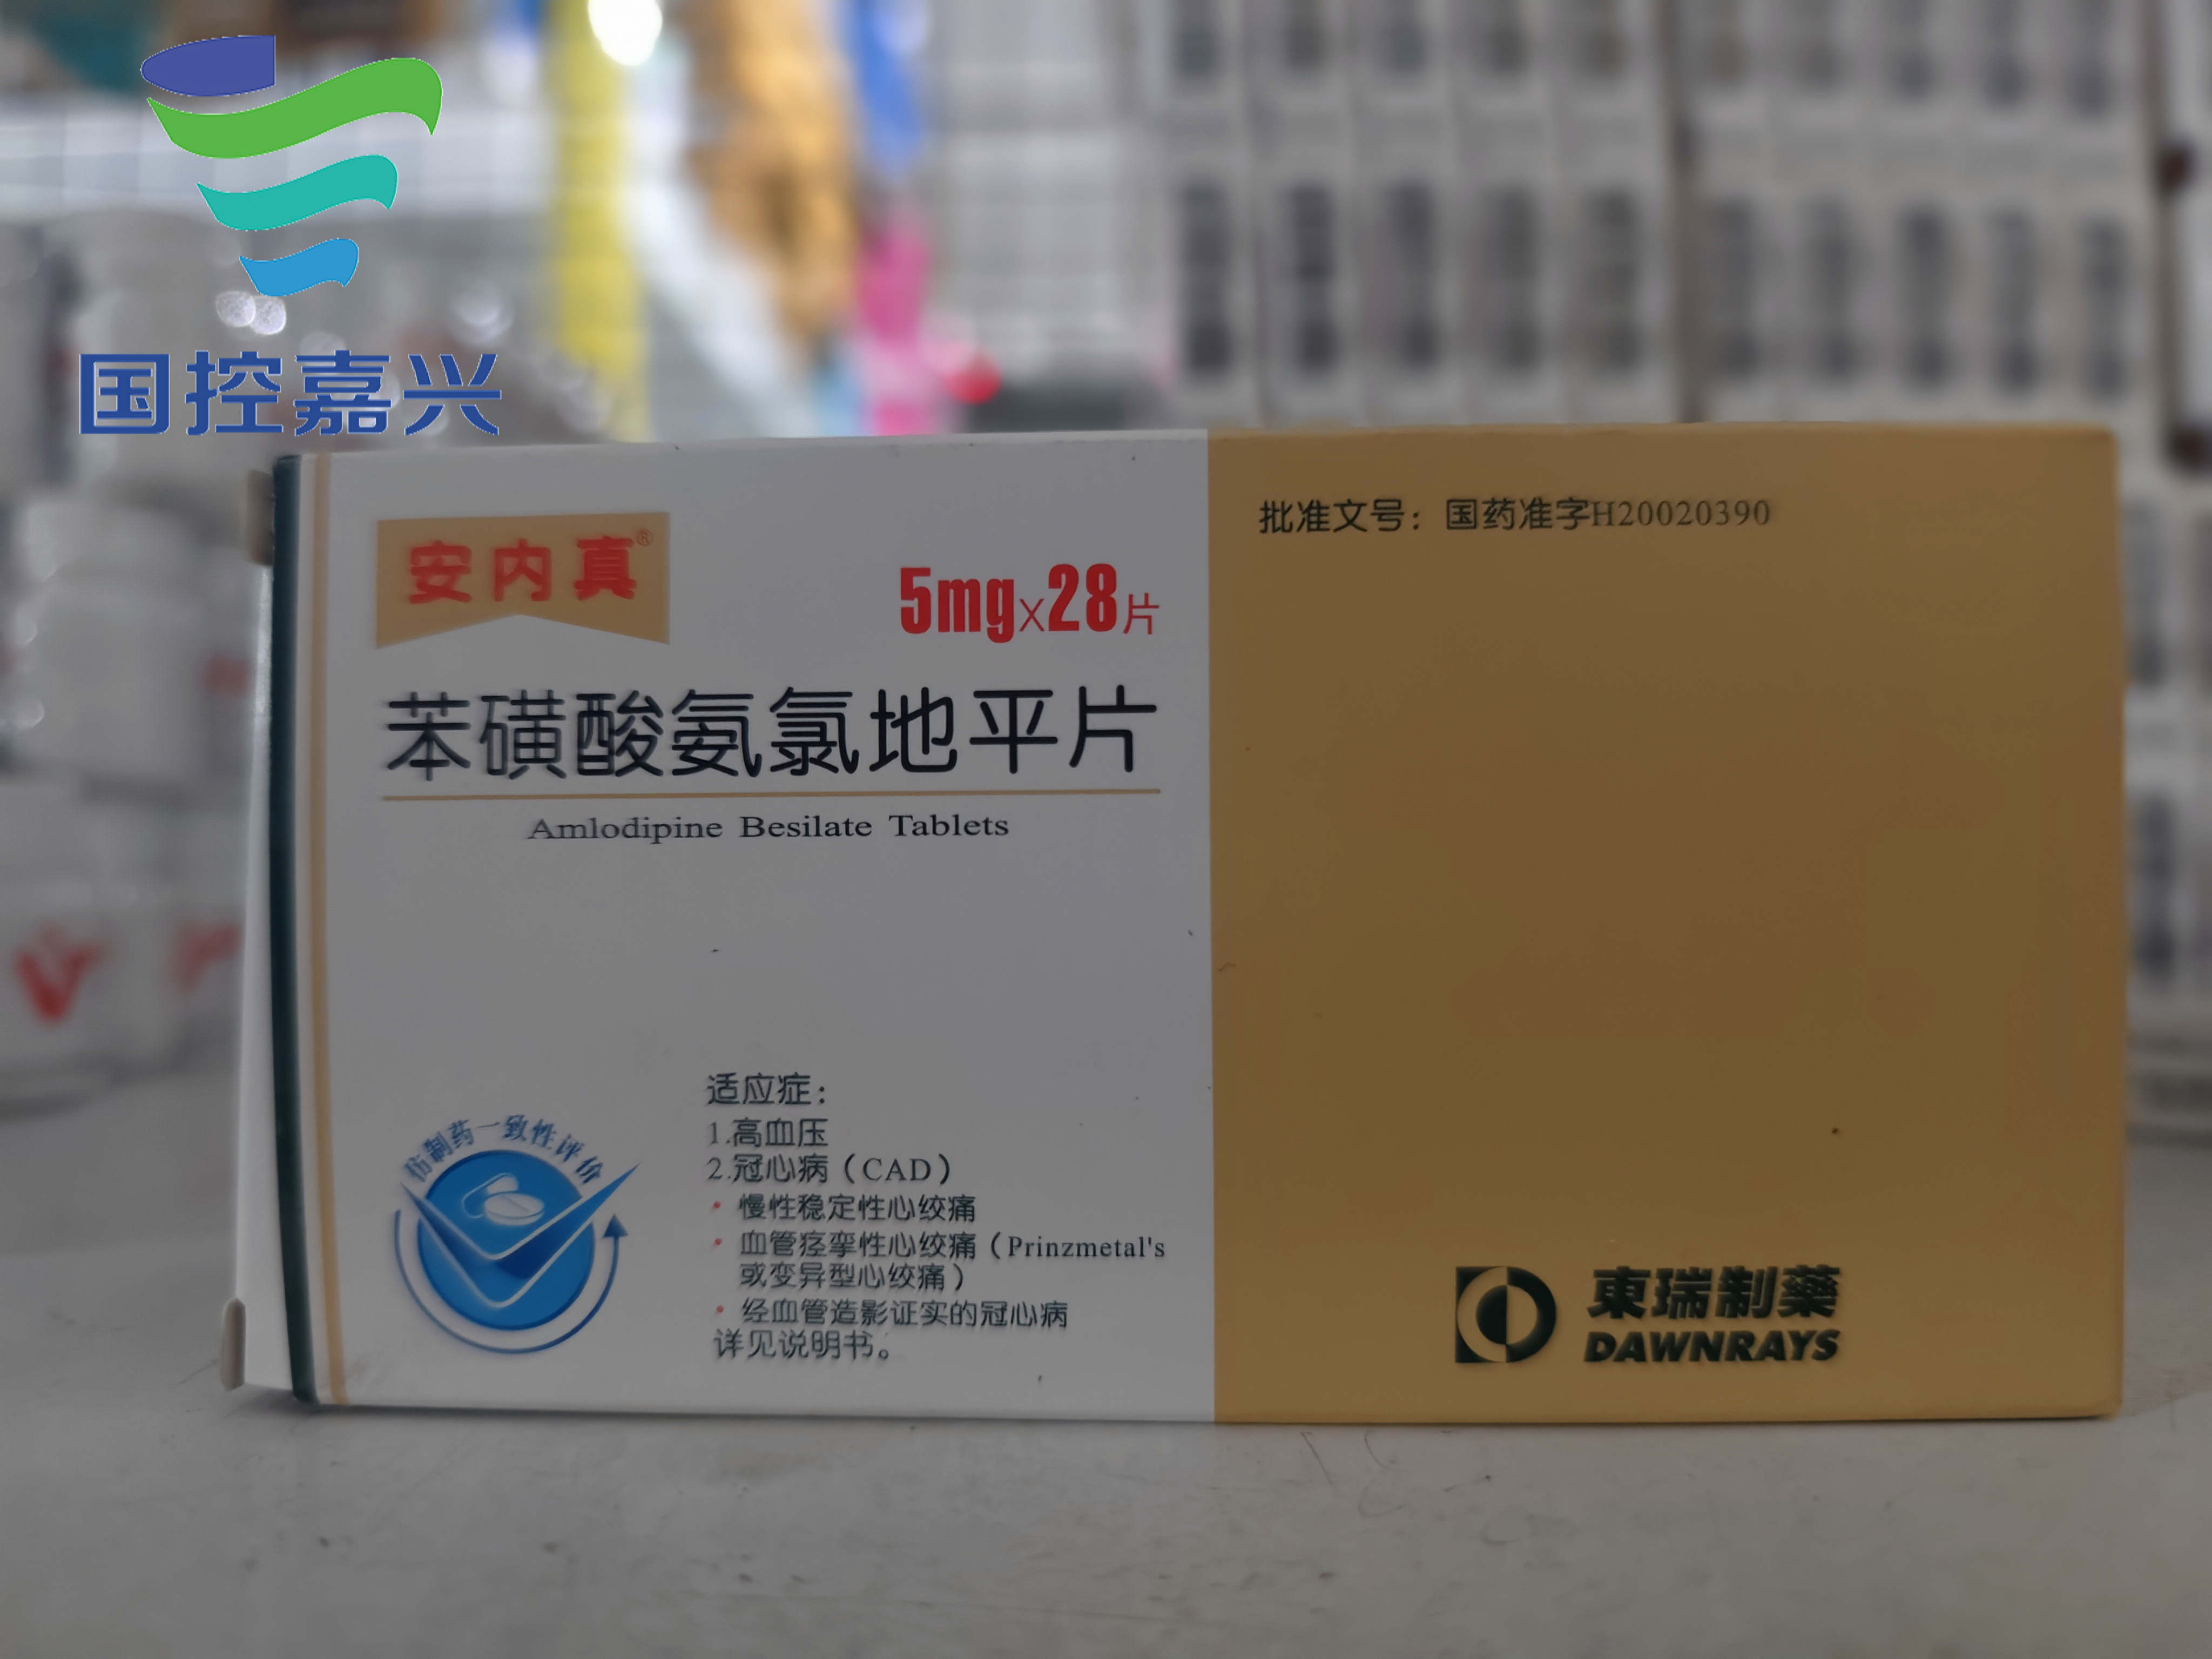 国控嘉兴
安内真®
5mg×28片
苯磺酸氨氯地平片
Amlodipine Besilate Tablets
仿制药一致性评价
适应症：
1.高血压
2.冠心病（CAD）
• 慢性稳定性心绞痛
• 血管痉挛性心绞痛（Prinzmetal's
或变异型心绞痛）
• 经血管造影证实的冠心病
详见说明书。
批准文号：国药准字H20020390
東瑞制藥
DAWNRAYS